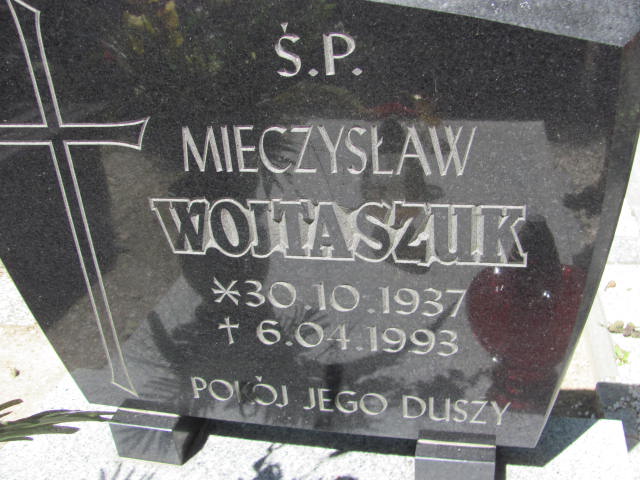 Ś.P.
MIECZYSŁAW
WOJTASZUK
*30.10.1937
† 6.04.1993
POKÓJ JEGO DUSZY